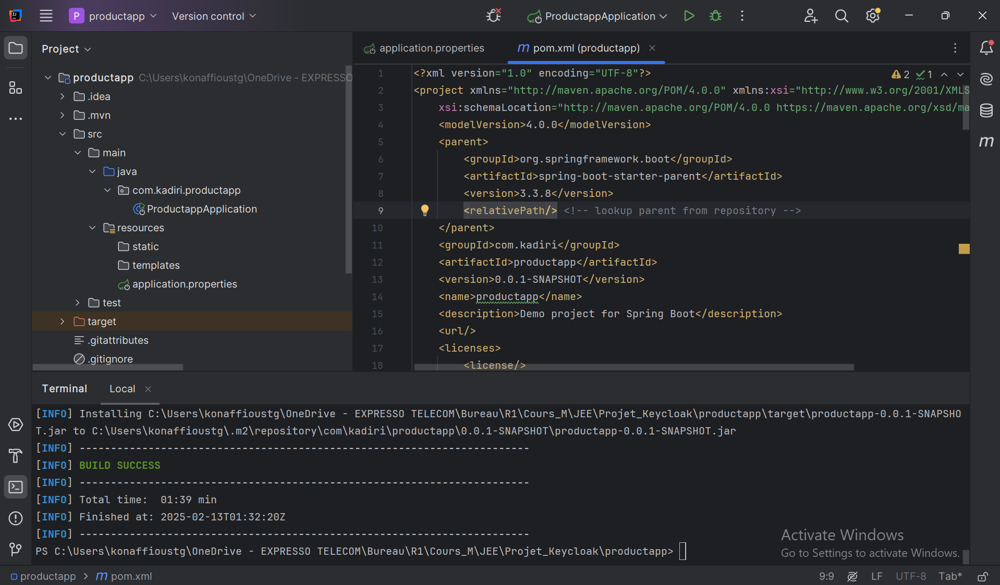 P productapp Version control ProductappApplication
Project
productapp C:\Users\konaffioustg\OneDrive - EXPRESSO
.idea
.mvn
src
main
java
com.kadiri.productapp
ProductappApplication
resources
static
templates
application.properties
test
target
.gitattributes
.gitignore
application.properties
m pom.xml (productapp)
2 1
1 <?xml version="1.0" encoding="UTF-8"?>
2 <project xmlns="http://maven.apache.org/POM/4.0.0" xmlns:xsi="http://www.w3.org/2001/XMLS
3 xsi:schemaLocation="http://maven.apache.org/POM/4.0.0 https://maven.apache.org/xsd/ma
4 <modelVersion>4.0.0</modelVersion>
5 <parent>
6 <groupId>org.springframework.boot</groupId>
7 <artifactId>spring-boot-starter-parent</artifactId>
8 <version>3.3.8</version>
9 <relativePath/> <!-- lookup parent from repository -->
10 </parent>
11 <groupId>com.kadiri</groupId>
12 <artifactId>productapp</artifactId>
13 <version>0.0.1-SNAPSHOT</version>
14 <name>productapp</name>
15 <description>Demo project for Spring Boot</description>
16 <url/>
17 <licenses>
18 <license/>
m
Terminal Local
[INFO] Installing C:\Users\konaffioustg\OneDrive - EXPRESSO TELECOM\Bureau\R1\Cours_M\JEE\Projet_Keycloak\productapp\target\productapp-0.0.1-SNAPSHO
T.jar to C:\Users\konaffioustg\.m2\repository\com\kadiri\productapp\0.0.1-SNAPSHOT\productapp-0.0.1-SNAPSHOT.jar
[INFO] ------------------------------------------------------------------------
[INFO] BUILD SUCCESS
[INFO] ------------------------------------------------------------------------
[INFO] Total time:  01:39 min
[INFO] Finished at: 2025-02-13T01:32:20Z
[INFO] ------------------------------------------------------------------------
PS C:\Users\konaffioustg\OneDrive - EXPRESSO TELECOM\Bureau\R1\Cours_M\JEE\Projet_Keycloak\productapp>
Activate Windows
Go to Settings to activate Windows.
productapp > m pom.xml
9:9 LF UTF-8 Tab*